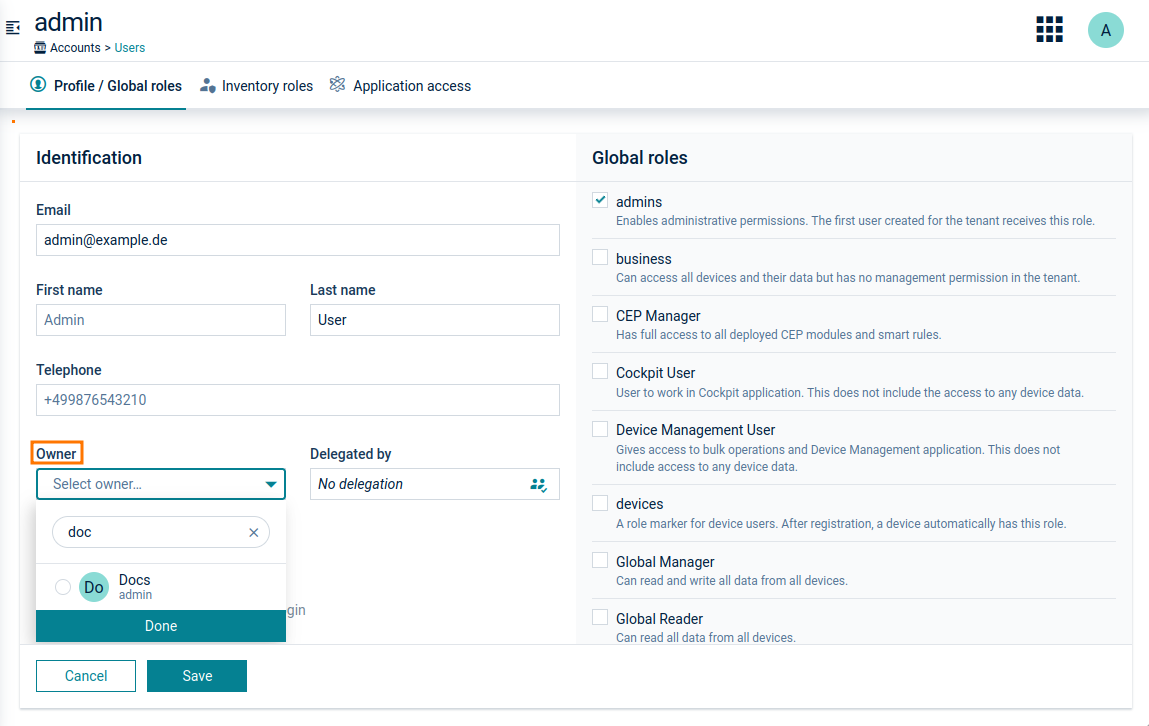 admin
Accounts > Users
A
Profile / Global roles
Inventory roles
Application access
Identification
Email
admin@example.de
First name
Last name
Admin
User
Telephone
+499876543210
Owner
Delegated by
Select owner...
No delegation
doc
Do
Docs
admin
gin
Done
Cancel
Save
Global roles
admins
Enables administrative permissions. The first user created for the tenant receives this role.
business
Can access all devices and their data but has no management permission in the tenant.
CEP Manager
Has full access to all deployed CEP modules and smart rules.
Cockpit User
User to work in Cockpit application. This does not include the access to any device data.
Device Management User
Gives access to bulk operations and Device Management application. This does not
include access to any device data.
devices
A role marker for device users. After registration, a device automatically has this role.
Global Manager
Can read and write all data from all devices.
Global Reader
Can read all data from all devices.